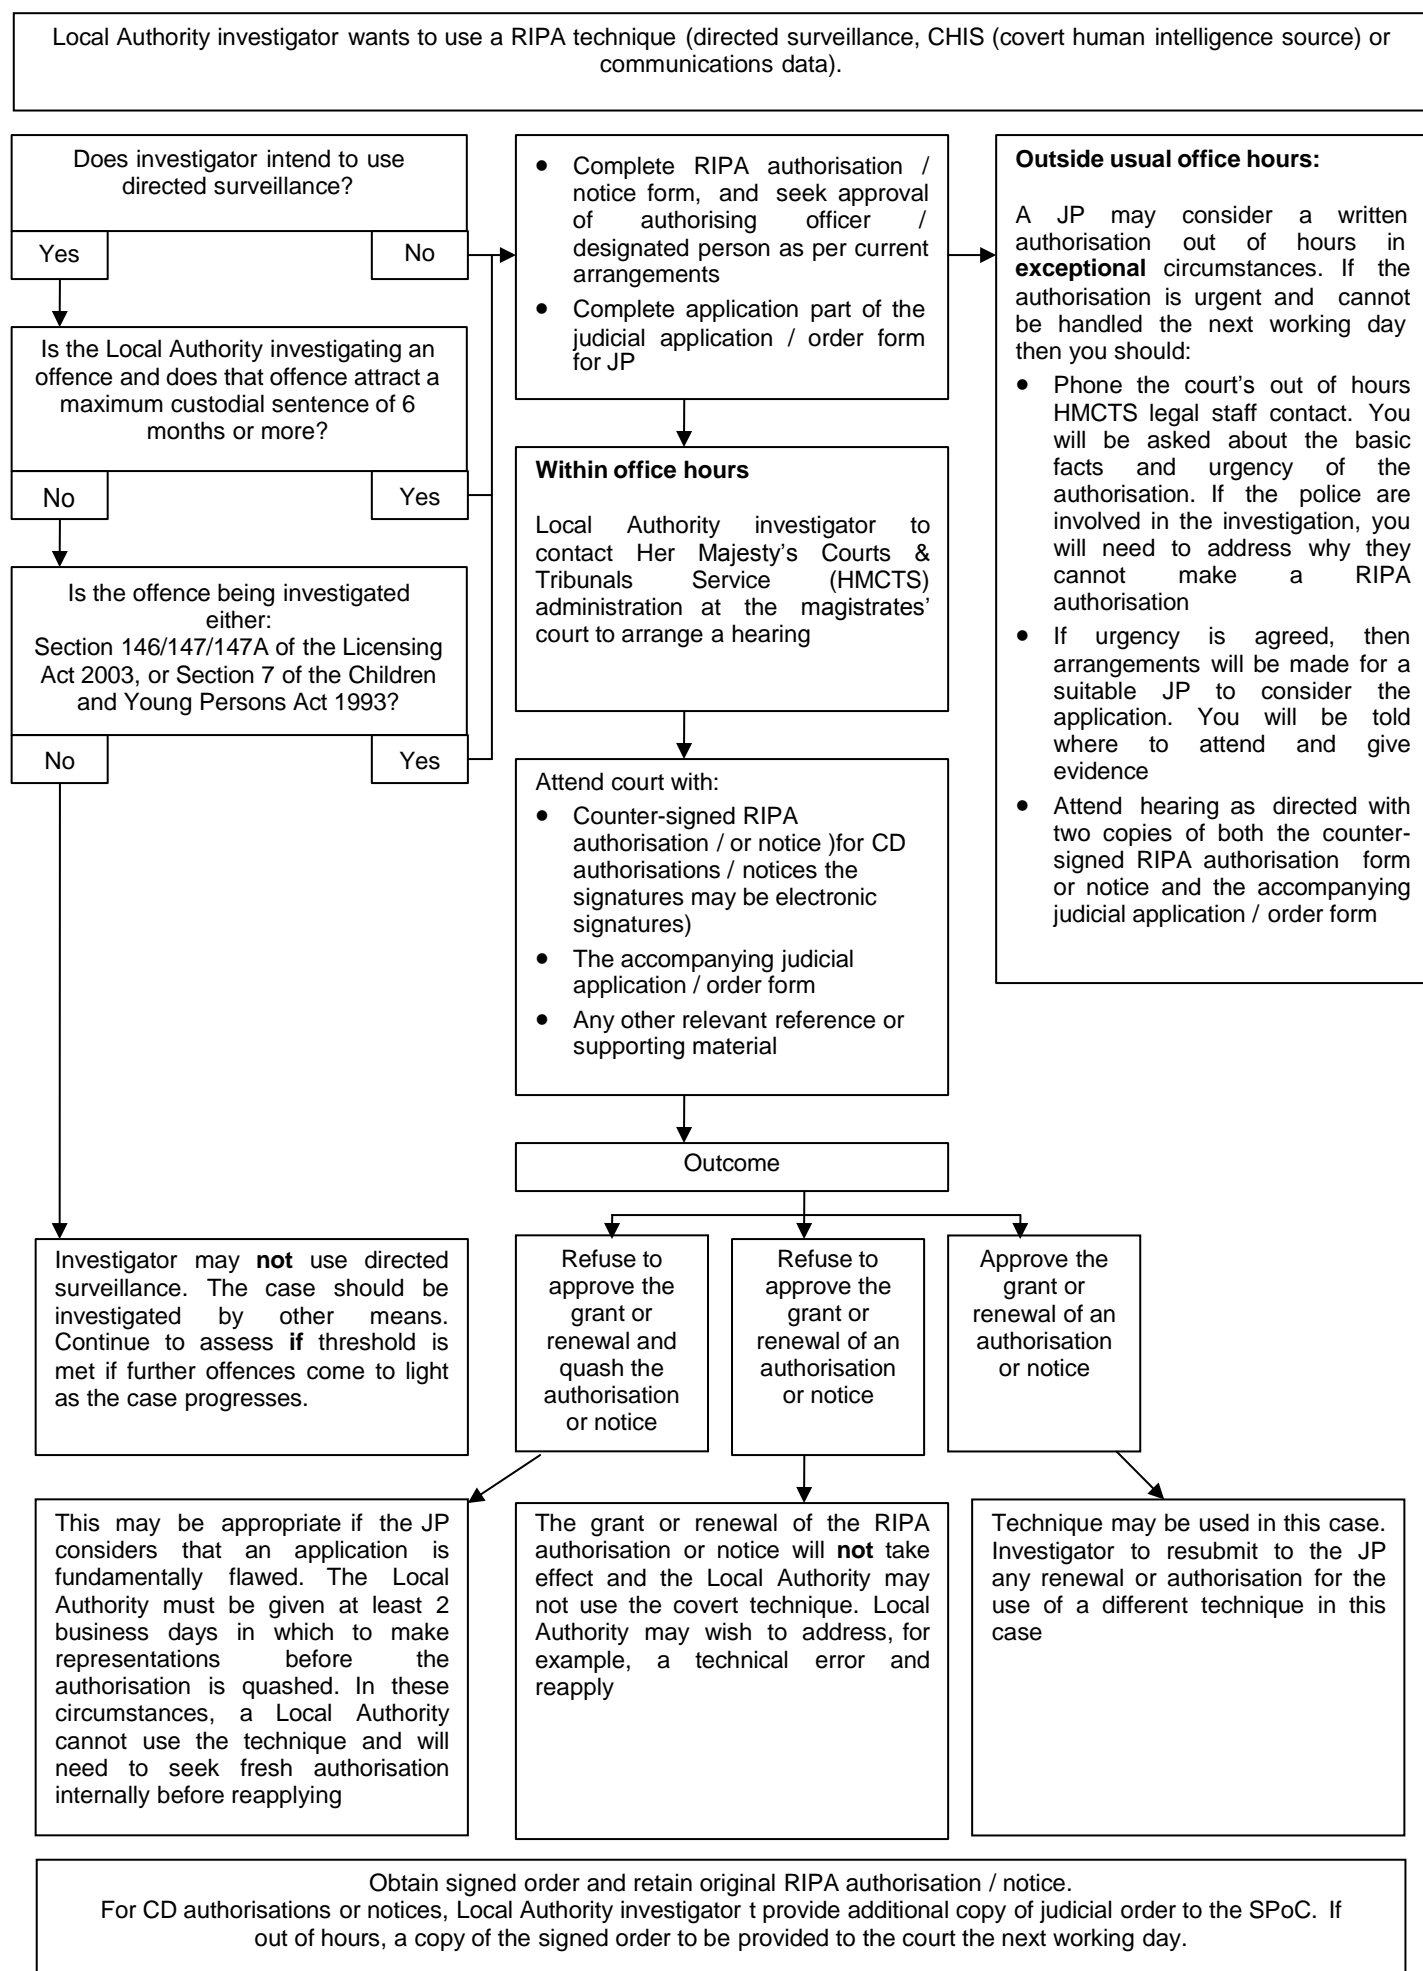 Local Authority investigator wants to use a RIPA technique (directed surveillance, CHIS (covert human intelligence source) or
communications data).
Does investigator intend to use
directed surveillance?
Yes
No
Is the Local Authority investigating an
offence and does that offence attract a
maximum custodial sentence of 6
months or more?
No
Yes
Is the offence being investigated
either:
Section 146/147/147A of the Licensing
Act 2003, or Section 7 of the Children
and Young Persons Act 1993?
No
Yes
• Complete RIPA authorisation /
notice form, and seek approval
of authorising officer /
designated person as per current
arrangements
• Complete application part of the
judicial application / order form
for JP
Within office hours
Local Authority investigator to
contact Her Majesty's Courts &
Tribunals Service (HMCTS)
administration at the magistrates'
court to arrange a hearing
Attend court with:
• Counter-signed RIPA
authorisation / or notice )for CD
authorisations / notices the
signatures may be electronic
signatures)
• The accompanying judicial
application / order form
• Any other relevant reference or
supporting material
Outside usual office hours:
A JP may consider a written
authorisation out of hours in
exceptional circumstances. If the
authorisation is urgent and cannot
be handled the next working day
then you should:
• Phone the court's out of hours
HMCTS legal staff contact. You
will be asked about the basic
facts and urgency of the
authorisation. If the police are
involved in the investigation, you
will need to address why they
cannot make a RIPA
authorisation
• If urgency is agreed, then
arrangements will be made for a
suitable JP to consider the
application. You will be told
where to attend and give
evidence
• Attend hearing as directed with
two copies of both the counter-
signed RIPA authorisation form
or notice and the accompanying
judicial application / order form
Outcome
Investigator may not use directed
surveillance. The case should be
investigated by other means.
Continue to assess if threshold is
met if further offences come to light
as the case progresses.
Refuse to
approve the
grant or
renewal and
quash the
authorisation
or notice
Refuse to
approve the
grant or
renewal of an
authorisation
or notice
Approve the
grant or
renewal of an
authorisation
or notice
This may be appropriate if the JP
considers that an application is
fundamentally flawed. The Local
Authority must be given at least 2
business days in which to make
representations before the
authorisation is quashed. In these
circumstances, a Local Authority
cannot use the technique and will
need to seek fresh authorisation
internally before reapplying
The grant or renewal of the RIPA
authorisation or notice will not take
effect and the Local Authority may
not use the covert technique. Local
Authority may wish to address, for
example, a technical error and
reapply
Technique may be used in this case.
Investigator to resubmit to the JP
any renewal or authorisation for the
use of a different technique in this
case
Obtain signed order and retain original RIPA authorisation / notice.
For CD authorisations or notices, Local Authority investigator t provide additional copy of judicial order to the SPoC. If
out of hours, a copy of the signed order to be provided to the court the next working day.